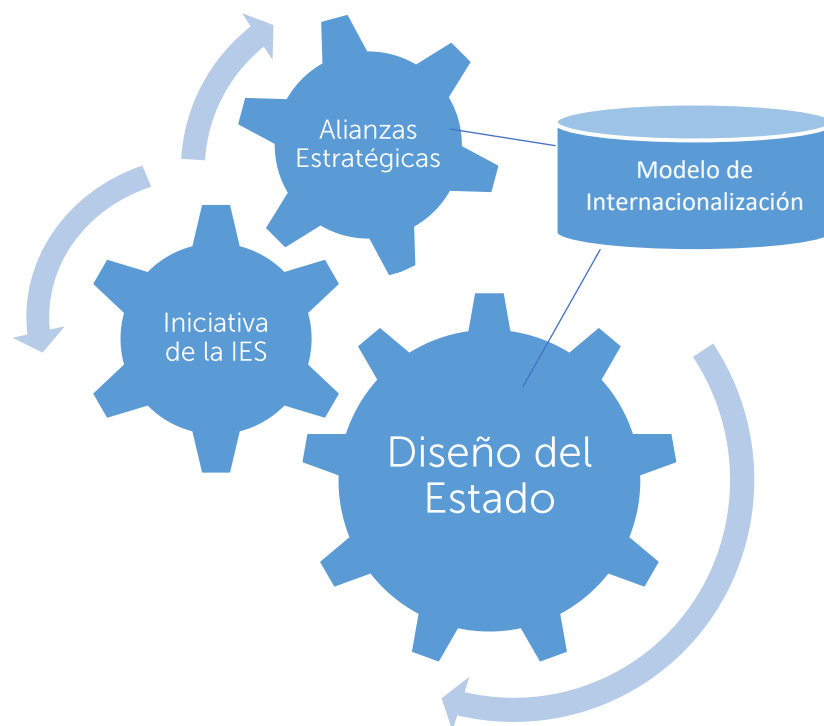 Alianzas
Estratégicas
Modelo de
Internacionalización
Iniciativa
de la IES
Diseño del
Estado